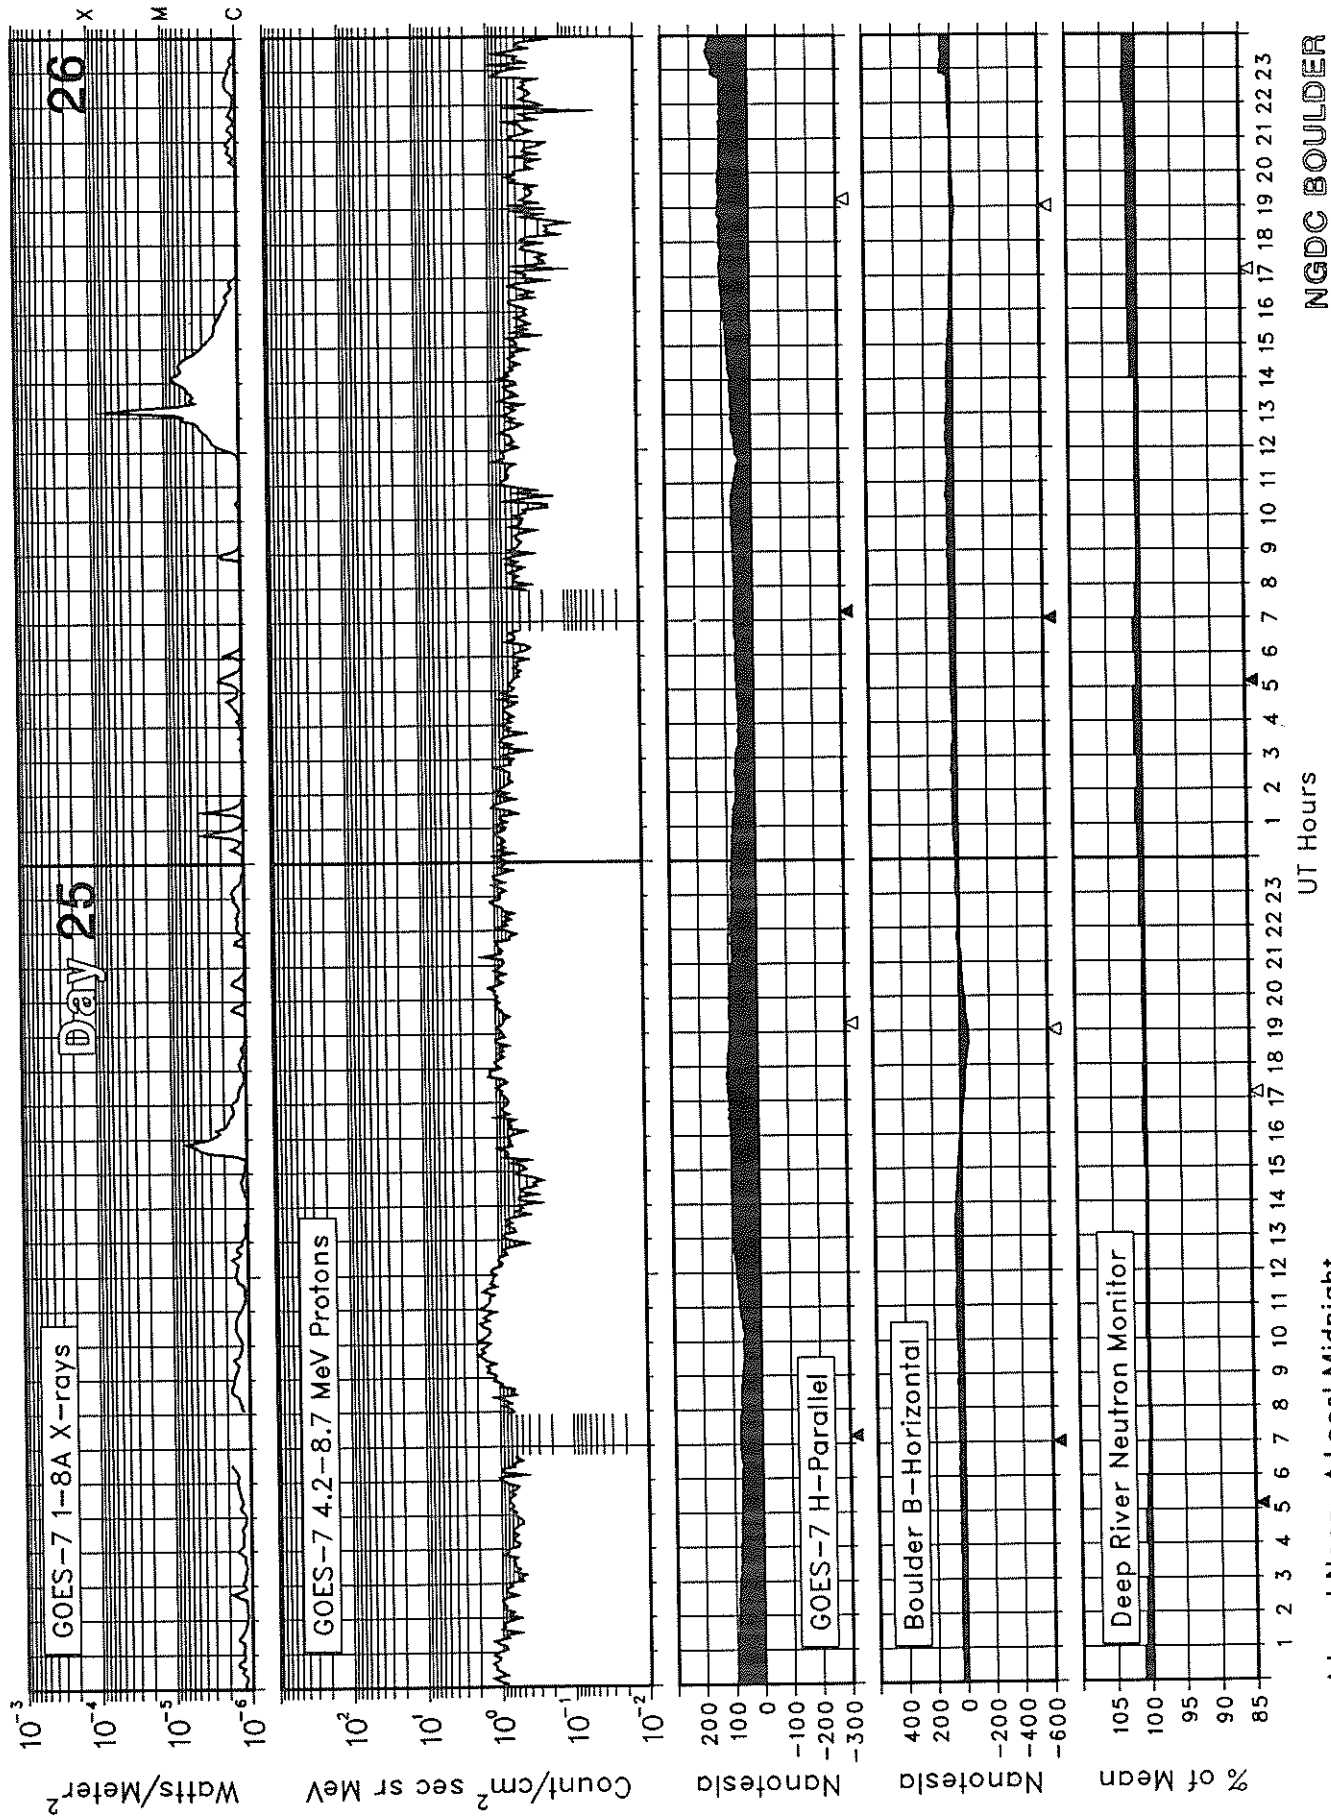 Day 25
26
X
M
C
GOES-7 1-8A X-rays
10⁻³
10⁻⁴
10⁻⁵
10⁻⁶
Watts/Meter²
GOES-7 4.2-8.7 MeV Protons
10²
10¹
10⁰
10⁻¹
10⁻²
Count/cm² sec sr MeV
200
100
0
-100
-200
-300
Nanotesla
GOES-7 H-Parallel
400
200
0
-200
-400
-600
Nanotesla
Boulder B-Horizontal
105
100
95
90
85
% of Mean
Deep River Neutron Monitor
1 2 3 4 5 6 7 8 9 10 11 12 13 14 15 16 17 18 19 20 21 22 23 1 2 3 4 5 6 7 8 9 10 11 12 13 14 15 16 17 18 19 20 21 22 23
UT Hours
Local Midnight
NGDC BOULDER